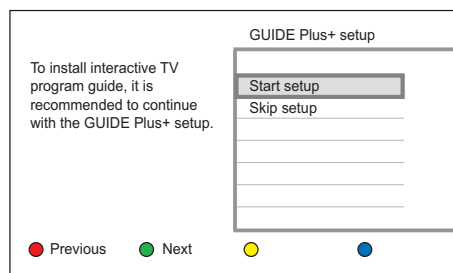 GUIDE Plus+ setup
To install interactive TV
program guide, it is
recommended to continue
with the GUIDE Plus+ setup.
Start setup
Skip setup
Previous
Next